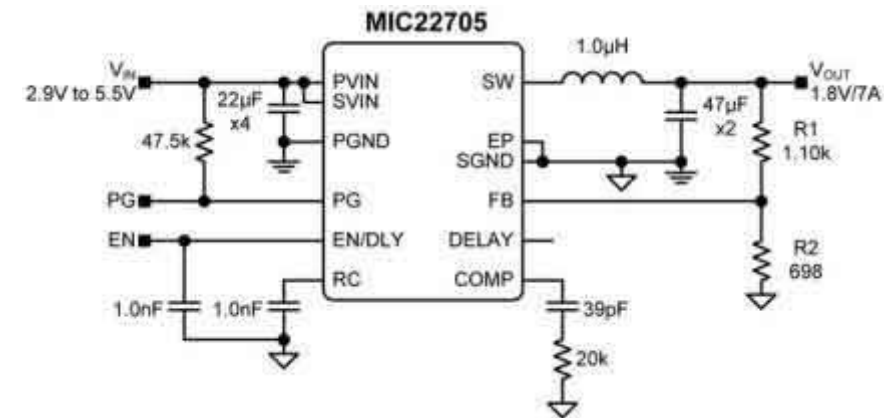 MIC22705
1.0µH
VIN
2.9V to 5.5V
22µF
x4
47.5k
PG
EN
1.0nF
1.0nF
PVIN
SVIN
PGND
PG
EN/DLY
RC
SW
EP
SGND
FB
DELAY
COMP
VOUT
1.8V/7A
47µF
x2
R1
1.10k
R2
698
39pF
20k